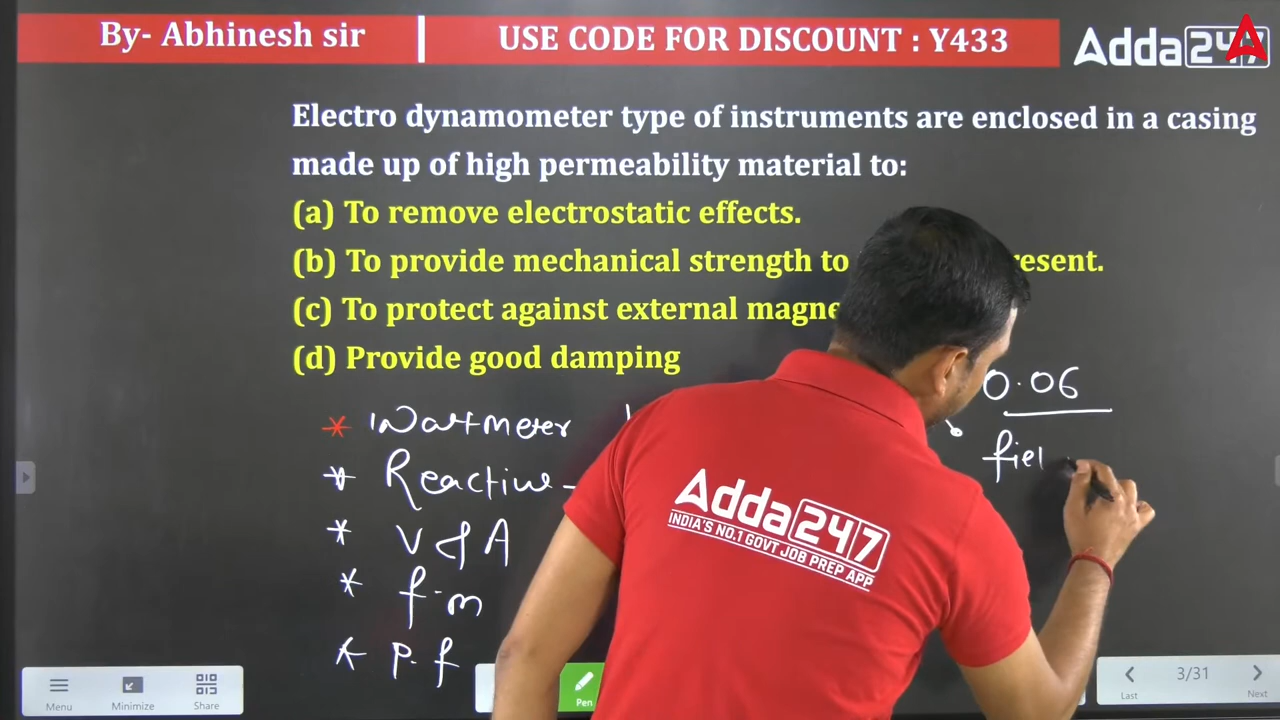 By- Abhinesh sir
USE CODE FOR DISCOUNT : Y433
Adda247
Electro dynamometer type of instruments are enclosed in a casing
made up of high permeability material to:
(a) To remove electrostatic effects.
(b) To provide mechanical strength to
(c) To protect against external
(d) Provide good damping
* Wattmeter
* Reactive -
* V & A
* f.m
* P.f
0.06
fiel
Adda247
INDIA'S NO.1 GOVT JOB PREP APP
Menu
Minimize
Share
Pen
Last
3/31
Next